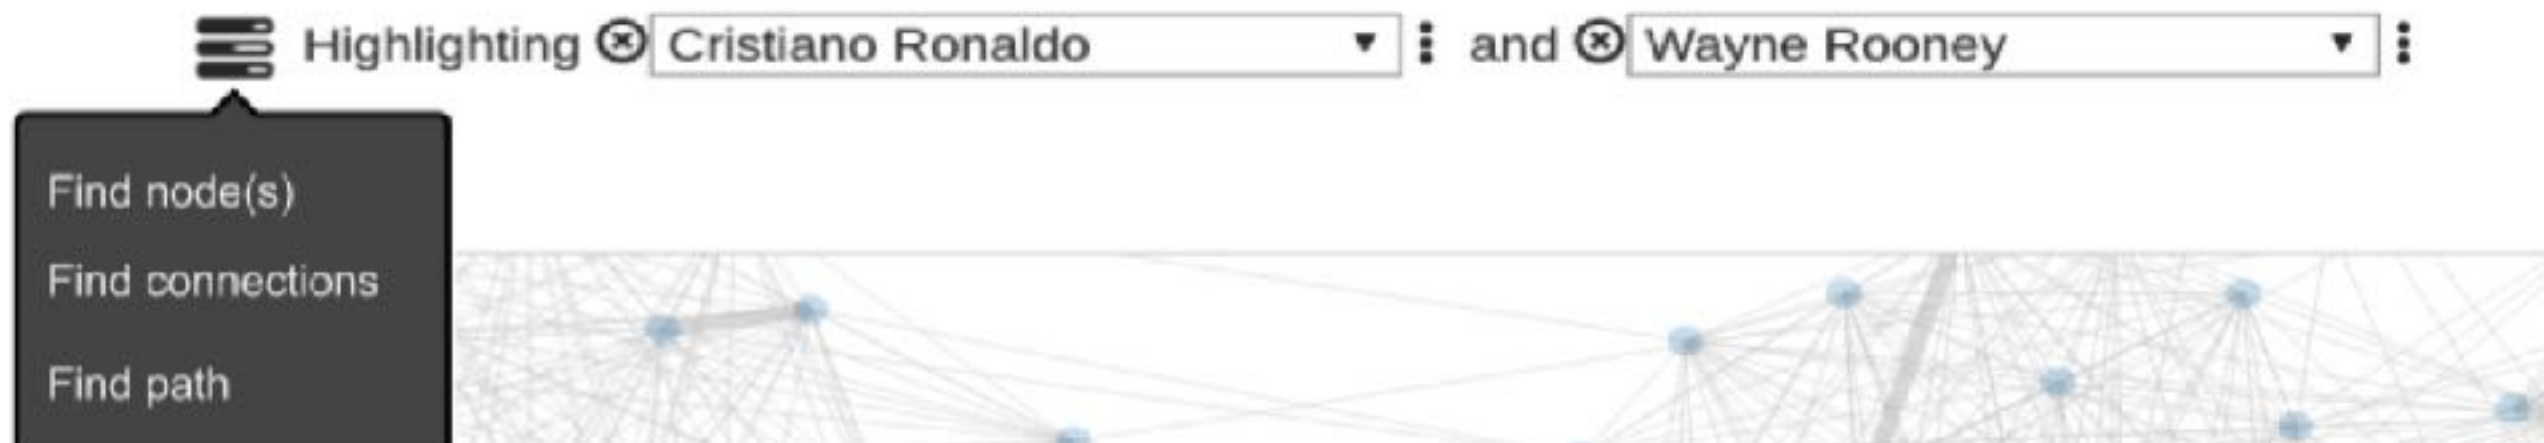 Highlighting Cristiano Ronaldo and Wayne Rooney
Find node(s)
Find connections
Find path